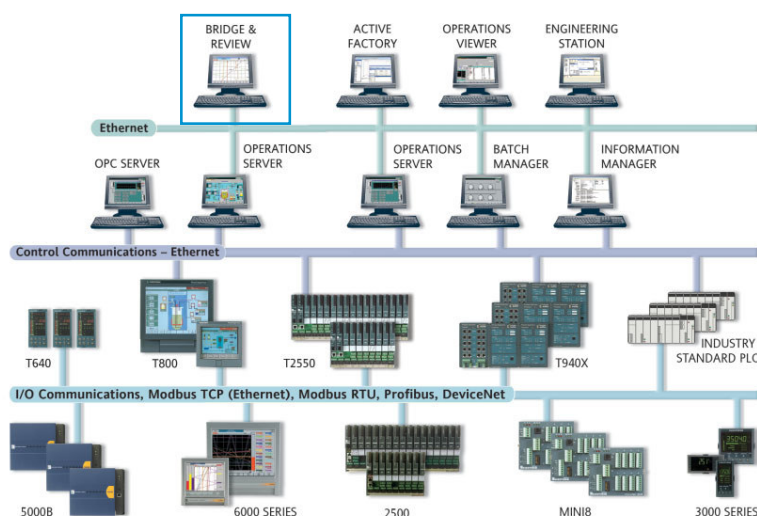 BRIDGE &
REVIEW
ACTIVE
FACTORY
OPERATIONS
VIEWER
ENGINEERING
STATION
Ethernet
OPC SERVER
OPERATIONS
SERVER
OPERATIONS
SERVER
BATCH
MANAGER
INFORMATION
MANAGER
Control Communications – Ethernet
T640
T800
T2550
T940X
INDUSTRY
STANDARD PLC
I/O Communications, Modbus TCP (Ethernet), Modbus RTU, Profibus, DeviceNet
5000B
6000 SERIES
2500
MINI8
3000 SERIES